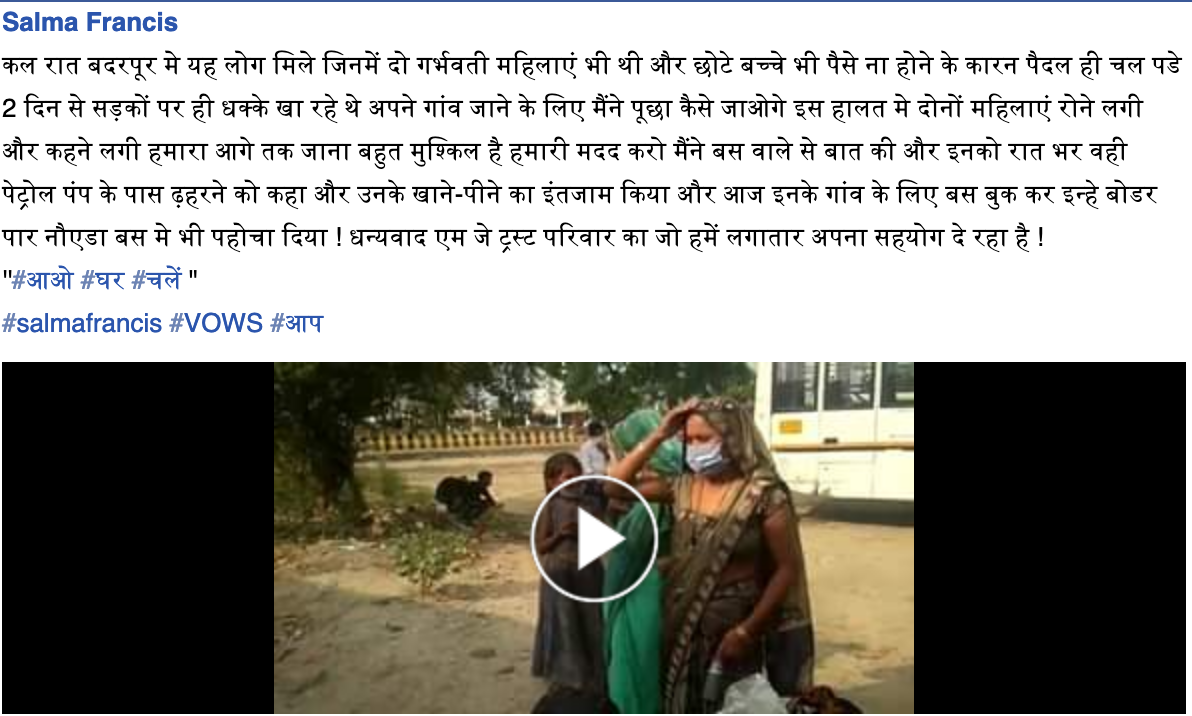 Salma Francis
कल रात बदरपूर मे यह लोग मिले जिनमें दो गर्भवती महिलाएं भी थी और छोटे बच्चे भी पैसे ना होने के कारन पैदल ही चल पडे
2 दिन से सड़कों पर ही धक्के खा रहे थे अपने गांव जाने के लिए मैंने पूछा कैसे जाओगे इस हालत मे दोनों महिलाएं रोने लगी
और कहने लगी हमारा आगे तक जाना बहुत मुश्किल है हमारी मदद करो मैंने बस वाले से बात की और इनको रात भर वही
पेट्रोल पंप के पास ढ़हरने को कहा और उनके खाने-पीने का इंतजाम किया और आज इनके गांव के लिए बस बुक कर इन्हे बोडर
पार नौएडा बस मे भी पहोचा दिया ! धन्यवाद एम जे ट्रस्ट परिवार का जो हमें लगातार अपना सहयोग दे रहा है !
"#आओ #घर #चलें "
#salmafrancis #VOWS #आप